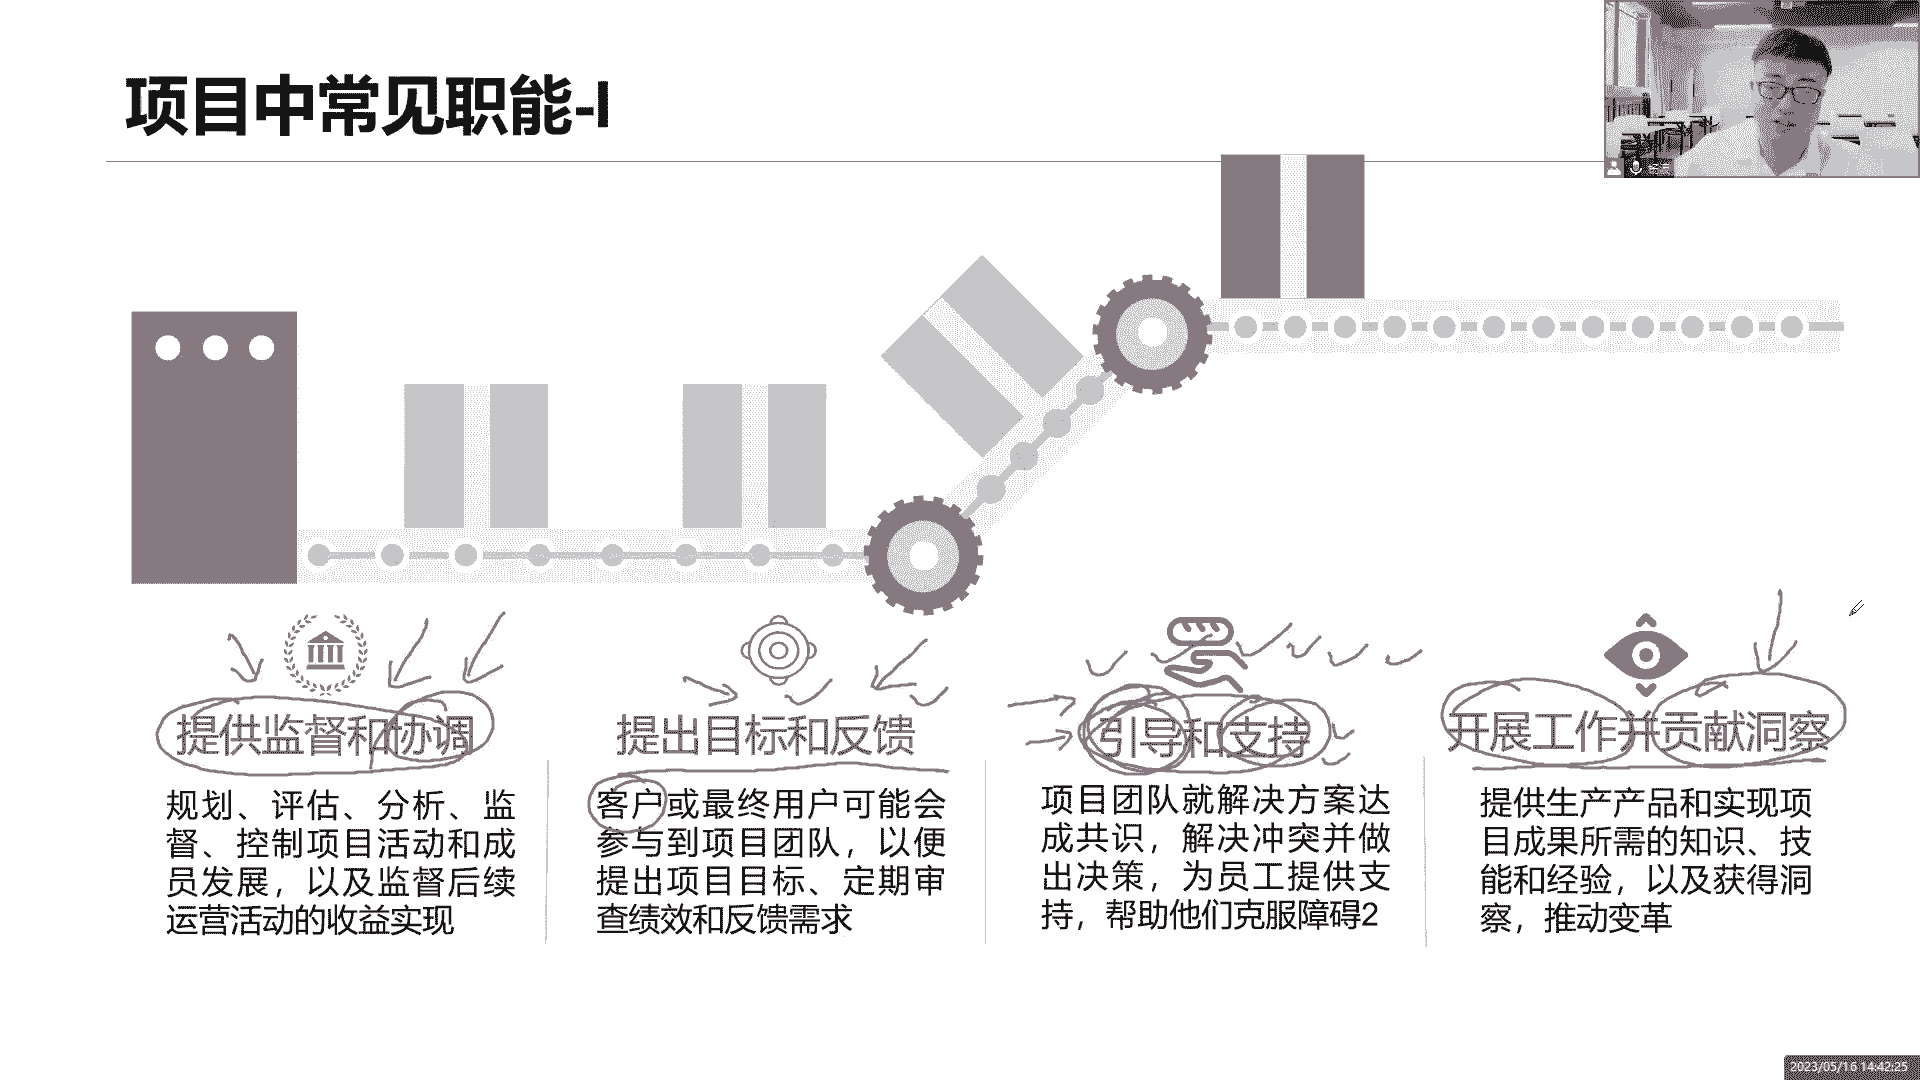 项目中常见职能-I
提供监督和协调
规划、评估、分析、监
督、控制项目活动和成
员发展，以及监督后续
运营活动的收益实现
提出目标和反馈
客户或最终用户可能会
参与到项目团队，以便
提出项目目标、定期审
查绩效和反馈需求
引导和支持
项目团队就解决方案达
成共识，解决冲突并做
出决策，为员工提供支
持，帮助他们克服障碍2
开展工作并贡献洞察
提供生产产品和实现项
目成果所需的知识、技
能和经验，以及获得洞
察，推动变革
2023/05/16 14:42:25